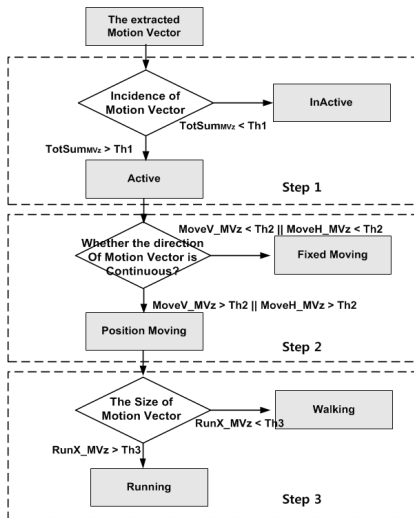 The extracted
Motion Vector
Incidence of
Motion Vector
InActive
TotSumMVz < Th1
TotSumMVz > Th1
Active
Step 1
MoveV_MVz < Th2 || MoveH_MVz < Th2
Whether the direction
Of Motion Vector is
Continuous?
Fixed Moving
MoveV_MVz > Th2 || MoveH_MVz > Th2
Position Moving
Step 2
The Size of
Motion Vector
Walking
RunX_MVz < Th3
RunX_MVz > Th3
Running
Step 3